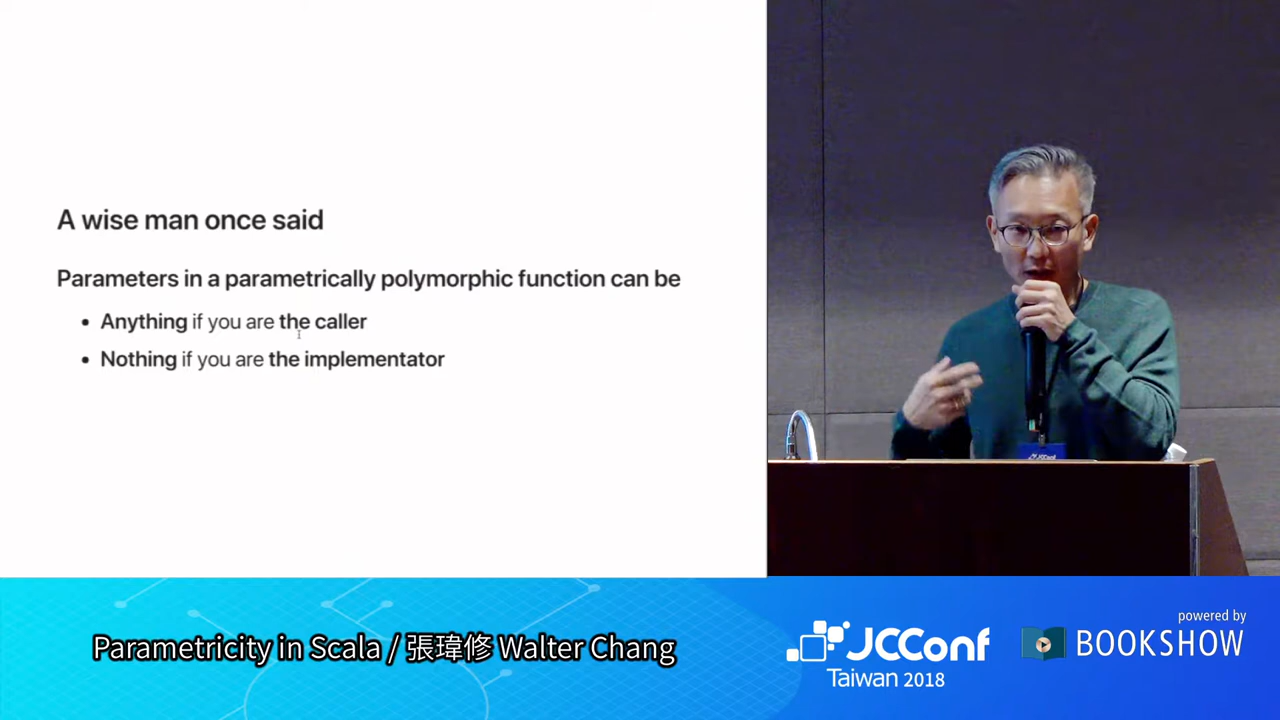 A wise man once said
Parameters in a parametrically polymorphic function can be
• Anything if you are the caller
• Nothing if you are the implementator
JCConf
Parametricity in Scala / 張瑋修 Walter Chang
JCConf
Taiwan 2018
powered by
BOOKSHOW